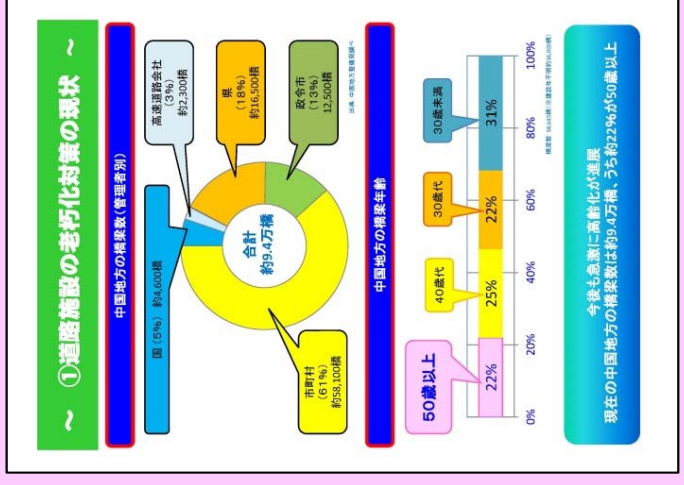 ～ ①道路施設の老朽化対策の現状 ～
中国地方の橋梁数(管理者別)
国(5%) 約4,600橋
高速道路会社
(3%)
約2,300橋
県
(18%)
約16,500橋
政令市
(13%)
12,500橋
市町村
(61%)
約58,100橋
合計
約9.4万橋
中国地方の橋梁年齢
50歳以上
40歳代
30歳代
30歳未満
22%
25%
22%
31%
0%
20%
40%
60%
80%
100%
今後も急激に高齢化が進展
現在の中国地方の橋梁数は約9.4万橋、うち約22%が50歳以上